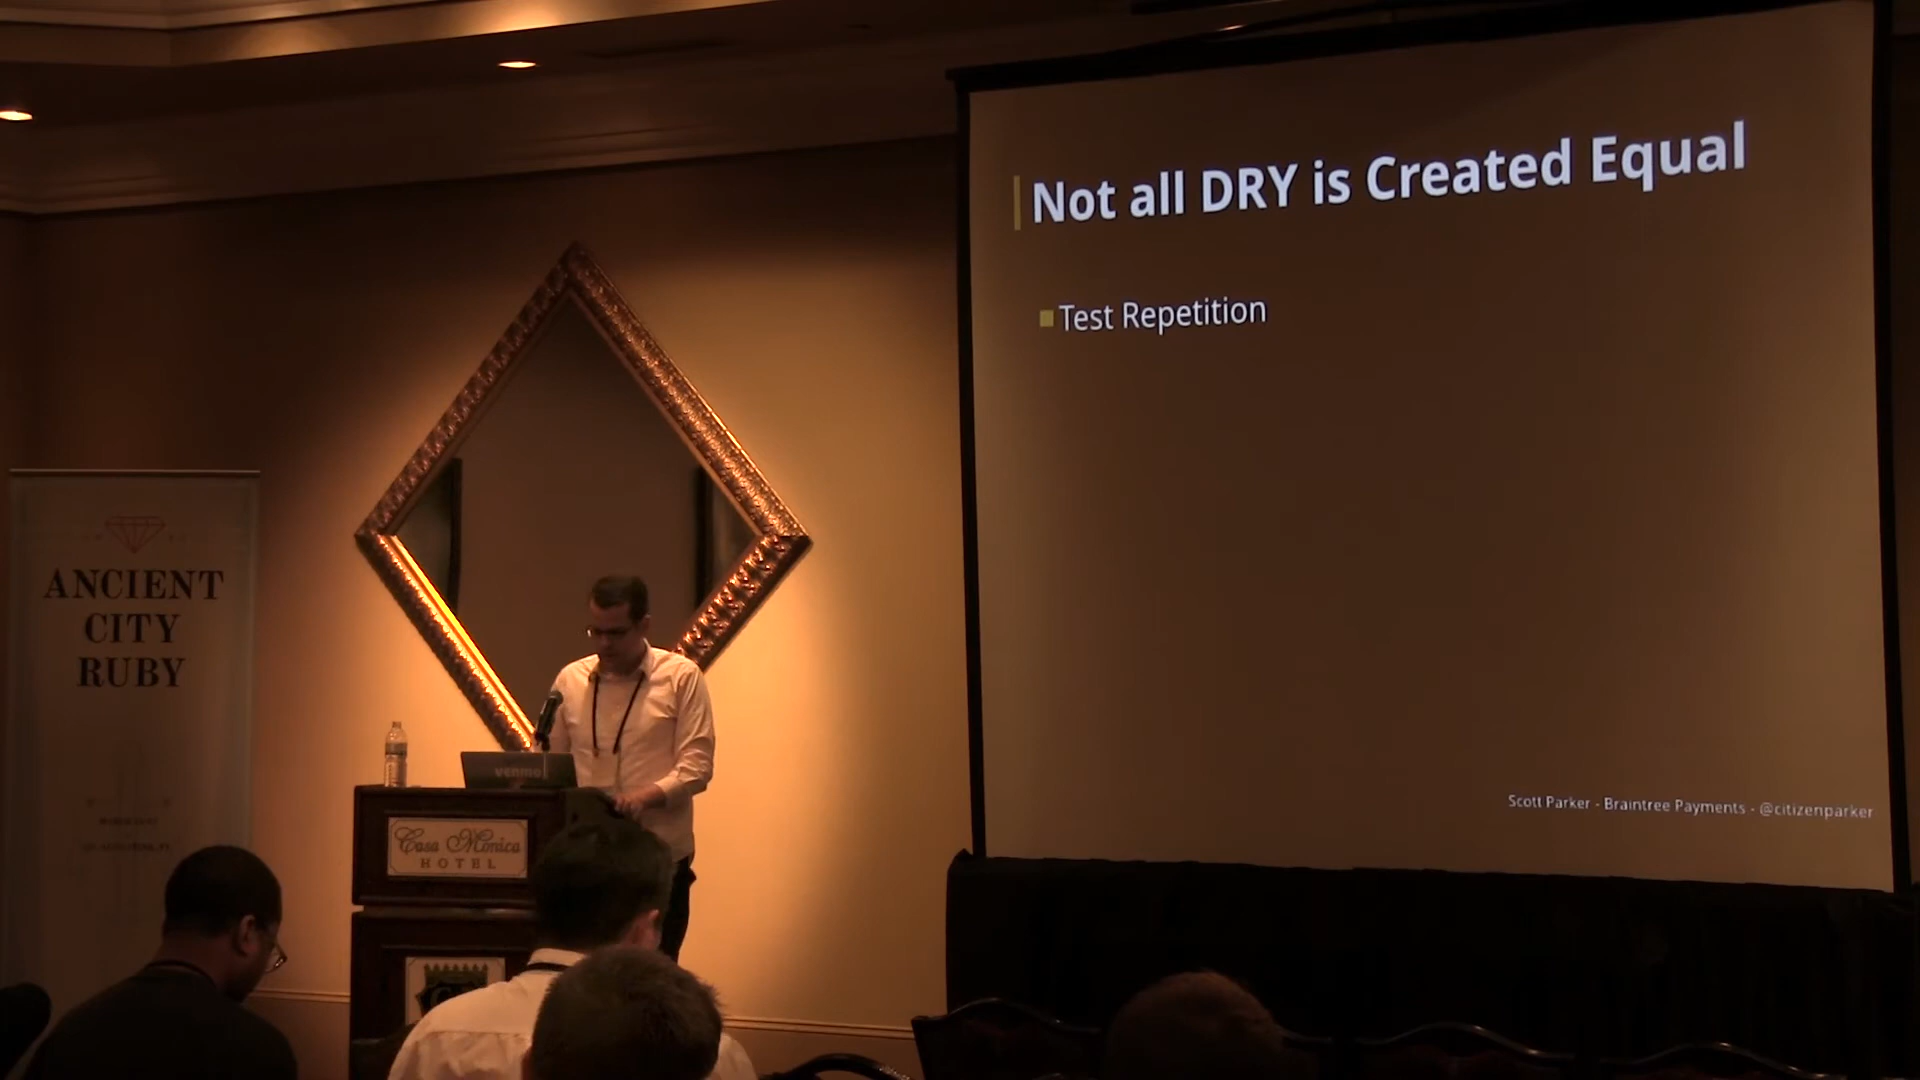 Not all DRY is Created Equal
Test Repetition
Scott Parker - Braintree Payments - @citizenparker
ANCIENT
CITY
RUBY
venmo
Casa Monica
HOTEL